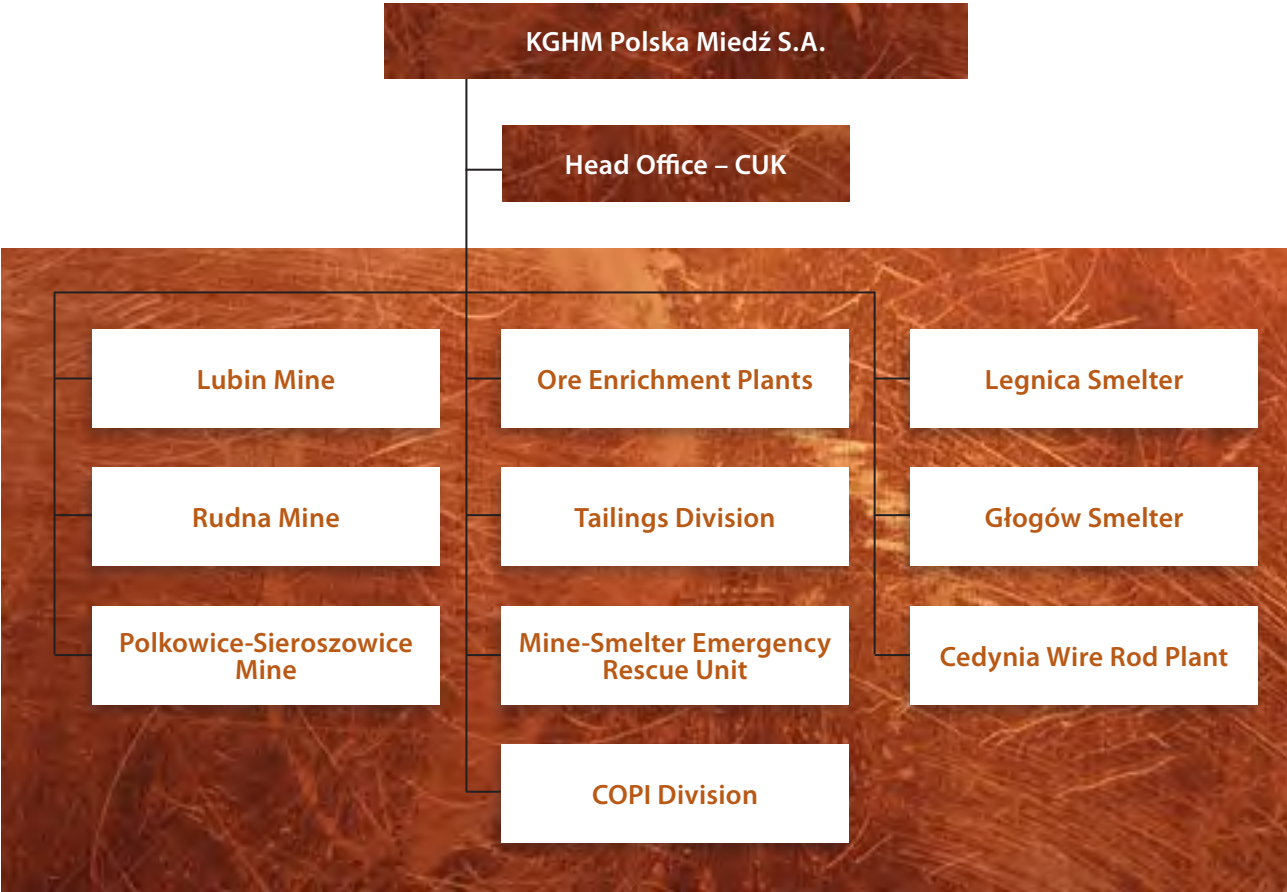 KGHM Polska Miedź S.A.
Head Office – CUK
Lubin Mine
Ore Enrichment Plants
Legnica Smelter
Rudna Mine
Tailings Division
Głogów Smelter
Polkowice-Sieroszowice
Mine
Mine-Smelter Emergency
Rescue Unit
Cedynia Wire Rod Plant
COPI Division